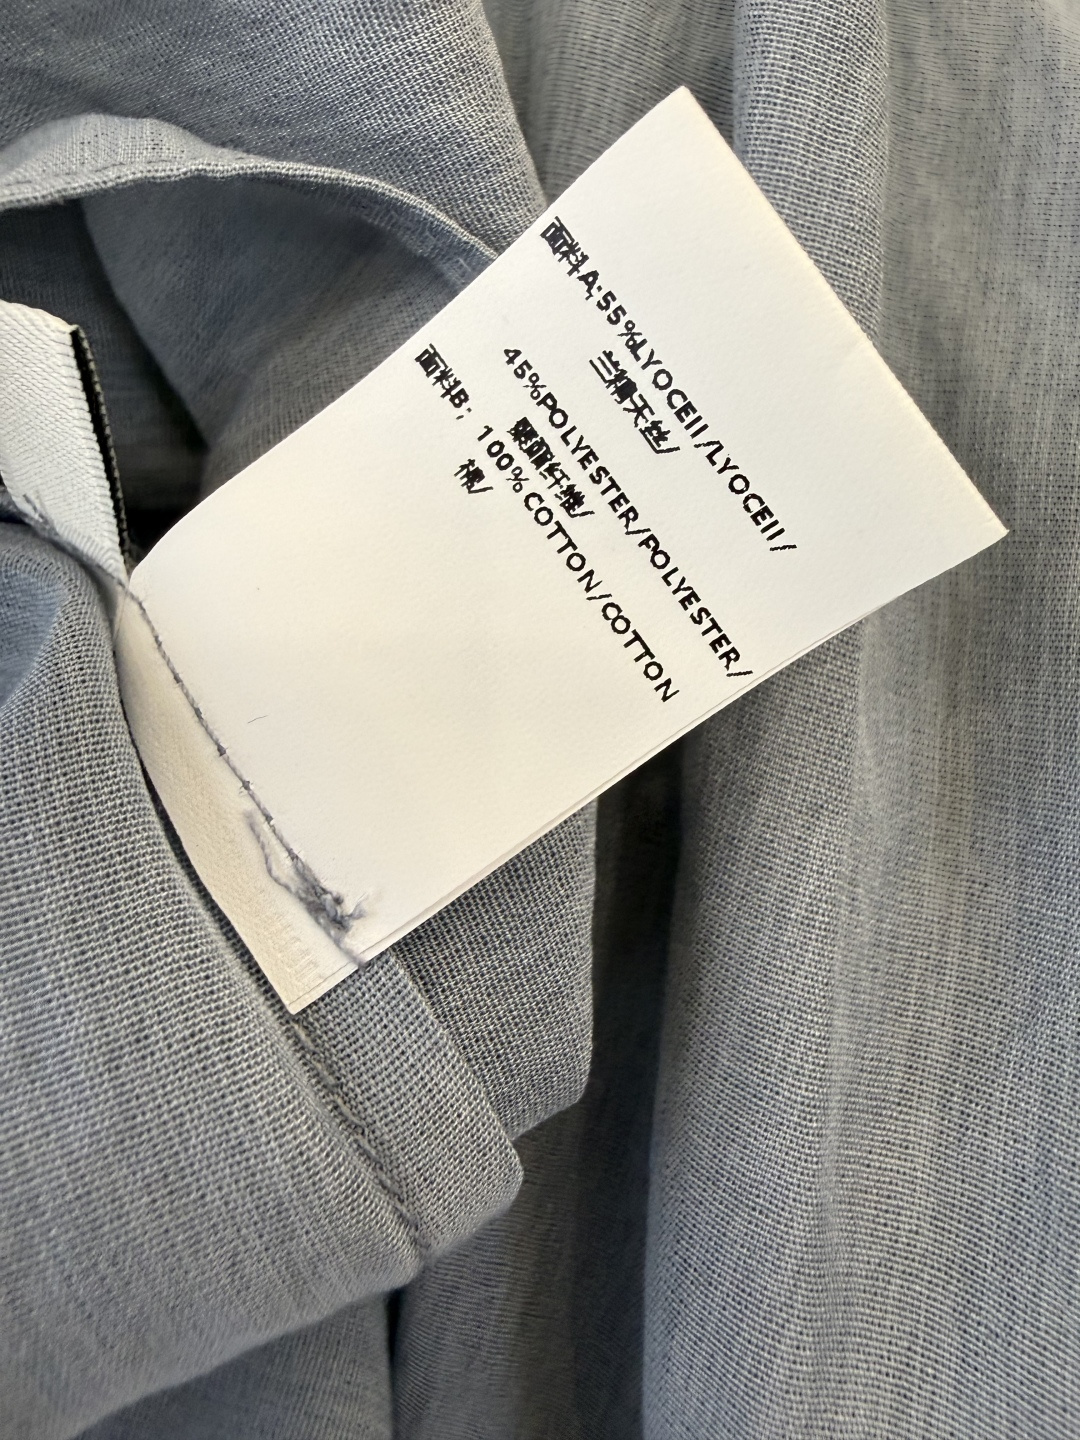 面料A:55%LYOCEll/LYOCEll/
兰精天丝/
45%POLYESTER/POLYESTER/
聚酯纤维/
面料B: 100%COTTON/COTTON
棉/